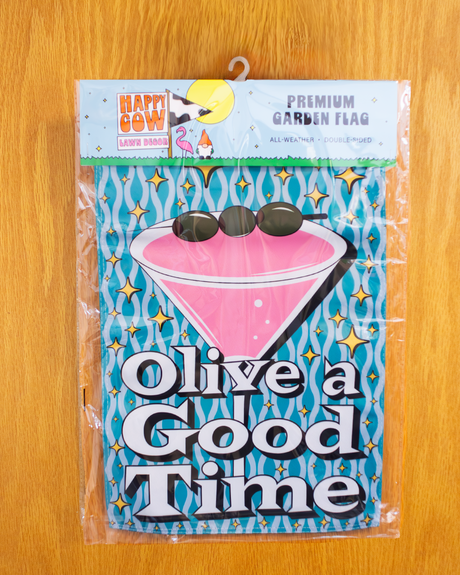 HAPPY
COW
LAWN DECOR
PREMIUM
GARDEN FLAG
ALL-WEATHER • DOUBLE-SIDED
Olive a
Good
Time